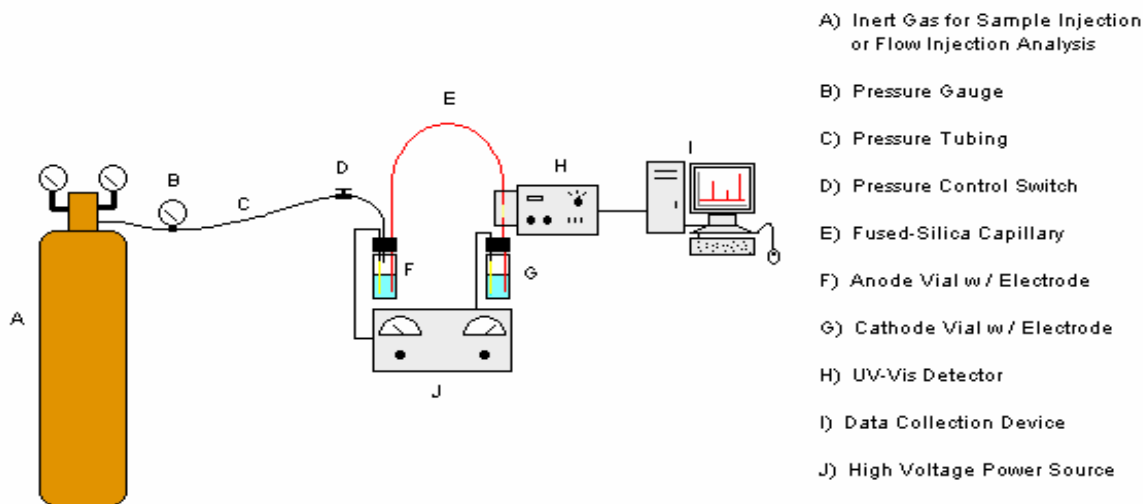 A) Inert Gas for Sample Injection
or Flow Injection Analysis
B) Pressure Gauge
C) Pressure Tubing
D) Pressure Control Switch
E) Fused-Silica Capillary
F) Anode Vial w/ Electrode
G) Cathode Vial w/ Electrode
H) UV-Vis Detector
I) Data Collection Device
J) High Voltage Power Source
A
B
C
D
E
F
G
H
I
J